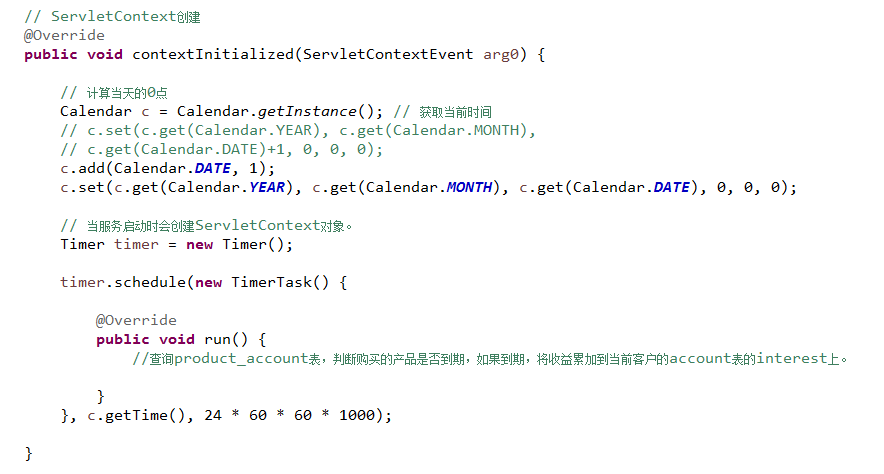 // ServletContext创建
@Override
public void contextInitialized(ServletContextEvent arg0) {
// 计算当天的0点
Calendar c = Calendar.getInstance(); // 获取当前时间
// c.set(c.get(Calendar.YEAR), c.get(Calendar.MONTH),
// c.get(Calendar.DATE)+1, 0, 0, 0);
c.add(Calendar.DATE, 1);
c.set(c.get(Calendar.YEAR), c.get(Calendar.MONTH), c.get(Calendar.DATE), 0, 0, 0);
// 当服务启动时会创建ServletContext对象。
Timer timer = new Timer();
timer.schedule(new TimerTask() {
@Override
public void run() {
//查询product_account表，判断购买的产品是否到期，如果到期，将收益累加到当前客户的account表的interest上。
}
}, c.getTime(), 24 * 60 * 60 * 1000);
}